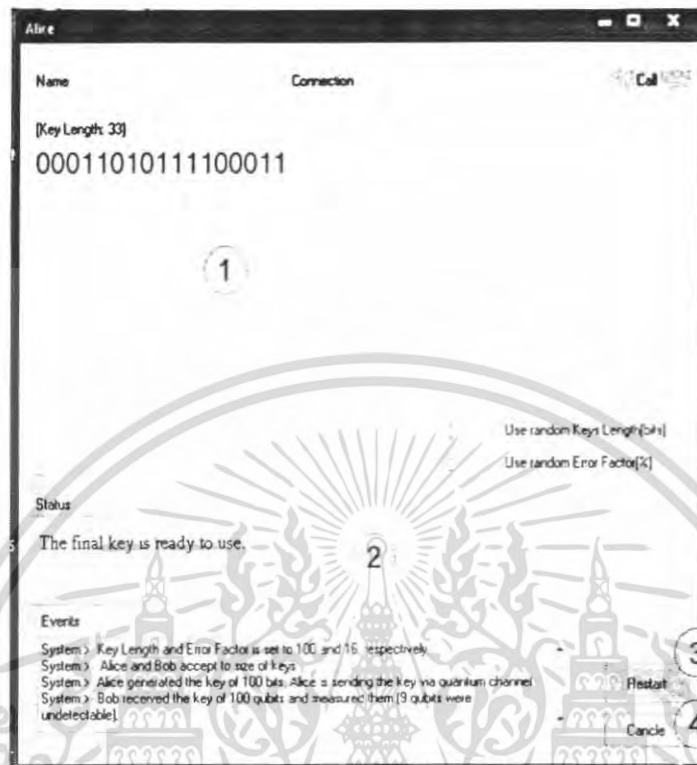 Alice
Name Connection Call
[Key Length: 33]
00011010111100011
1
Use random Keys Length[bits]
Use random Error Factor[%]
Status
The final key is ready to use.
2
Events
System > Key Length and Error Factor is set to 100 and 16, respectively
System > Alice and Bob accept to size of keys
System > Alice generated the key of 100 bits. Alice is sending the key via quantum channel
System > Bob received the key of 100 qubits and measured them [9 qubits were
undetectable].
3
Restart
Cancle